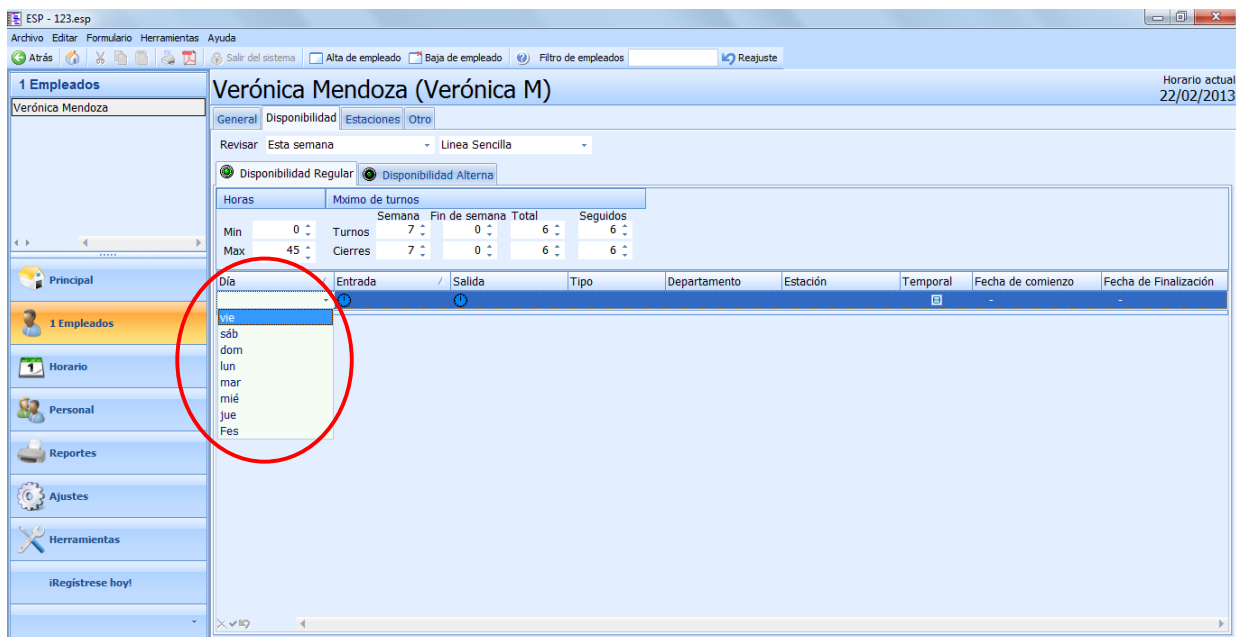 ESP - 123.esp
Archivo Editar Formulario Herramientas Ayuda
Atrás Salir del sistema Alta de empleado Baja de empleado Filtro de empleados Reajuste
1 Empleados
Verónica Mendoza
Verónica Mendoza (Verónica M)
Horario actual
22/02/2013
General Disponibilidad Estaciones Otro
Revisar Esta semana Linea Sencilla
Disponibilidad Regular Disponibilidad Alterna
Horas Mximo de turnos
Semana Fin de semana Total Seguidos
Min 0 Turnos 7 0 6 6
Max 45 Cierres 7 0 6 6
Día Entrada Salida Tipo Departamento Estación Temporal Fecha de comienzo Fecha de Finalización
- -
vie
sáb
dom
lun
mar
mié
jue
Fes
Principal
1 Empleados
1 Horario
Personal
Reportes
Ajustes
Herramientas
¡Regístrese hoy!